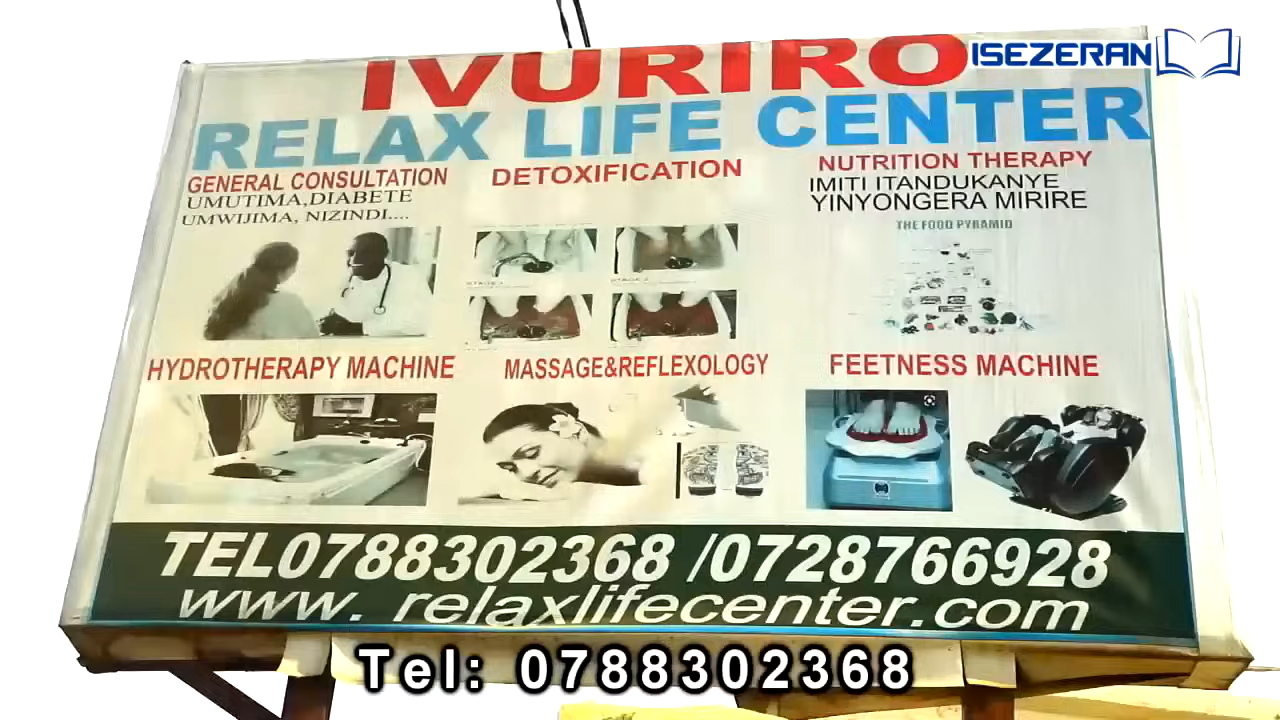 IVURIRO
ISEZERAN
RELAX LIFE CENTER
GENERAL CONSULTATION
UMUTIMA,DIABETE
UMWIJIMA, NIZINDI....
DETOXIFICATION
NUTRITION THERAPY
IMITI ITANDUKANYE
YINYONGERA MIRIRE
THE FOOD PYRAMID
HYDROTHERAPY MACHINE
MASSAGE&REFLEXOLOGY
FEETNESS MACHINE
TEL0788302368 /0728766928
www. relaxlifecenter.com
Tel: 0788302368